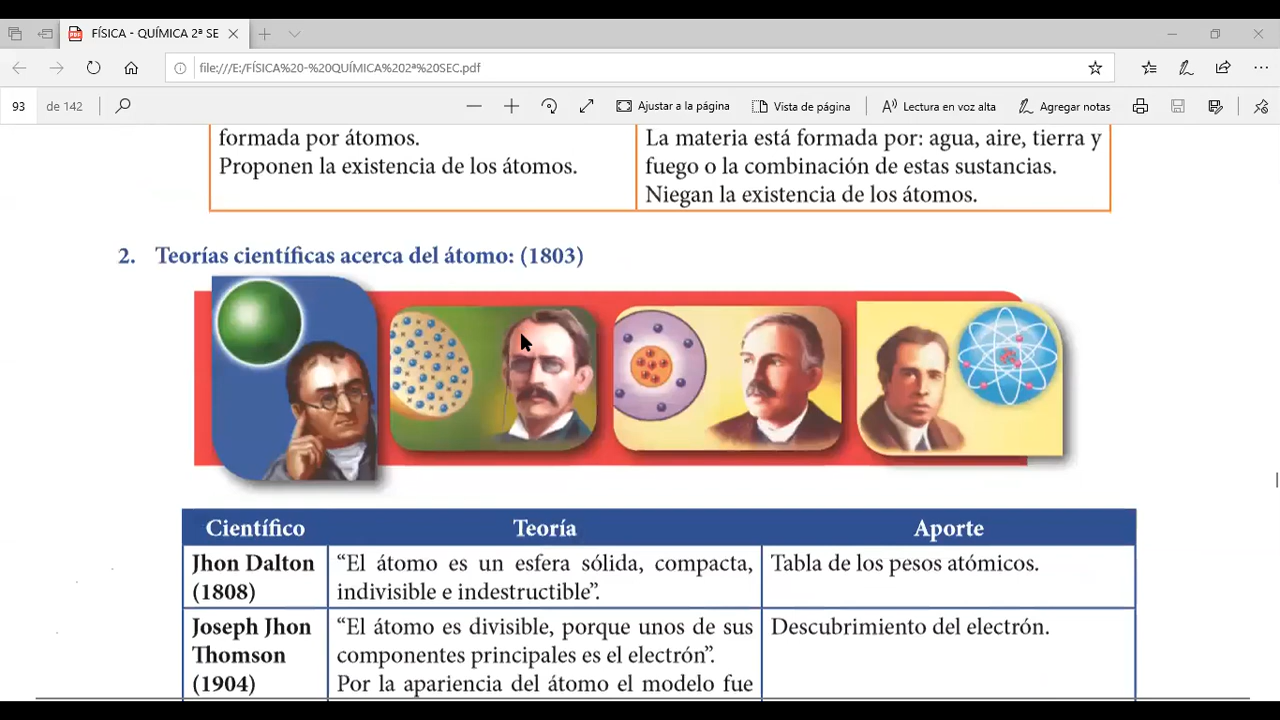 FÍSICA - QUÍMICA 2ª SE
file:///E:/FÍSICA%20-%20QUÍMICA%202ª%20SEC.pdf
93 de 142
Ajustar a la página
Vista de página
Lectura en voz alta
Agregar notas
formada por átomos.
Proponen la existencia de los átomos.
La materia está formada por: agua, aire, tierra y
fuego o la combinación de estas sustancias.
Niegan la existencia de los átomos.
2. Teorías científicas acerca del átomo: (1803)
Científico
Teoría
Aporte
Jhon Dalton
(1808)
“El átomo es un esfera sólida, compacta,
indivisible e indestructible”.
Tabla de los pesos atómicos.
Joseph Jhon
Thomson
(1904)
“El átomo es divisible, porque unos de sus
componentes principales es el electrón”.
Por la apariencia del átomo el modelo fue
Descubrimiento del electrón.